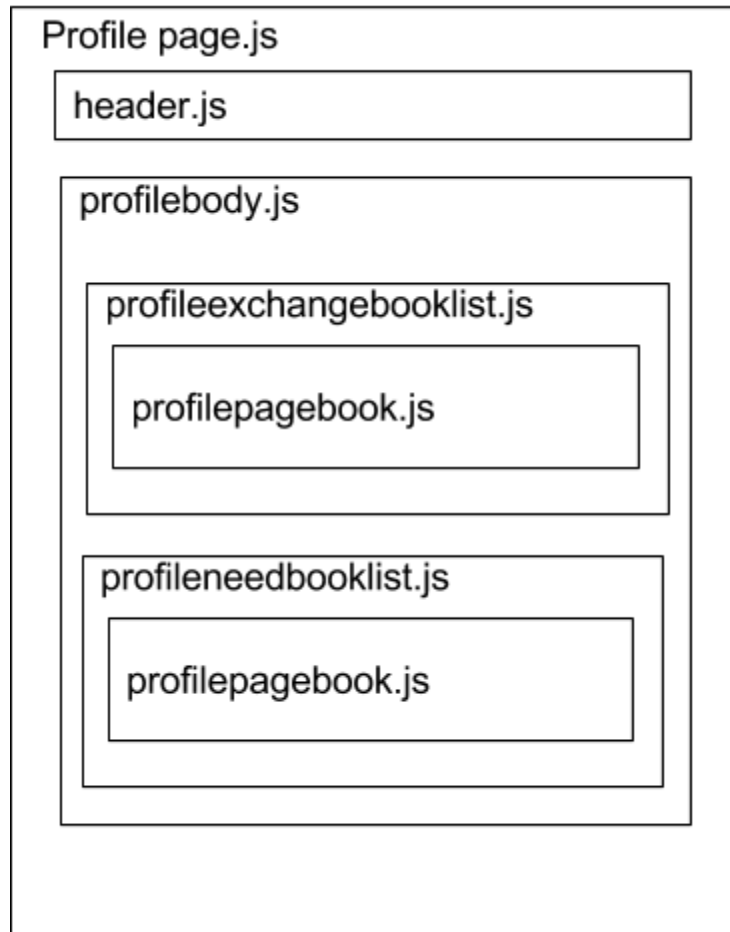 Profile page.js
header.js
profilebody.js
profileexchangebooklist.js
profilepagebook.js
profileneedbooklist.js
profilepagebook.js